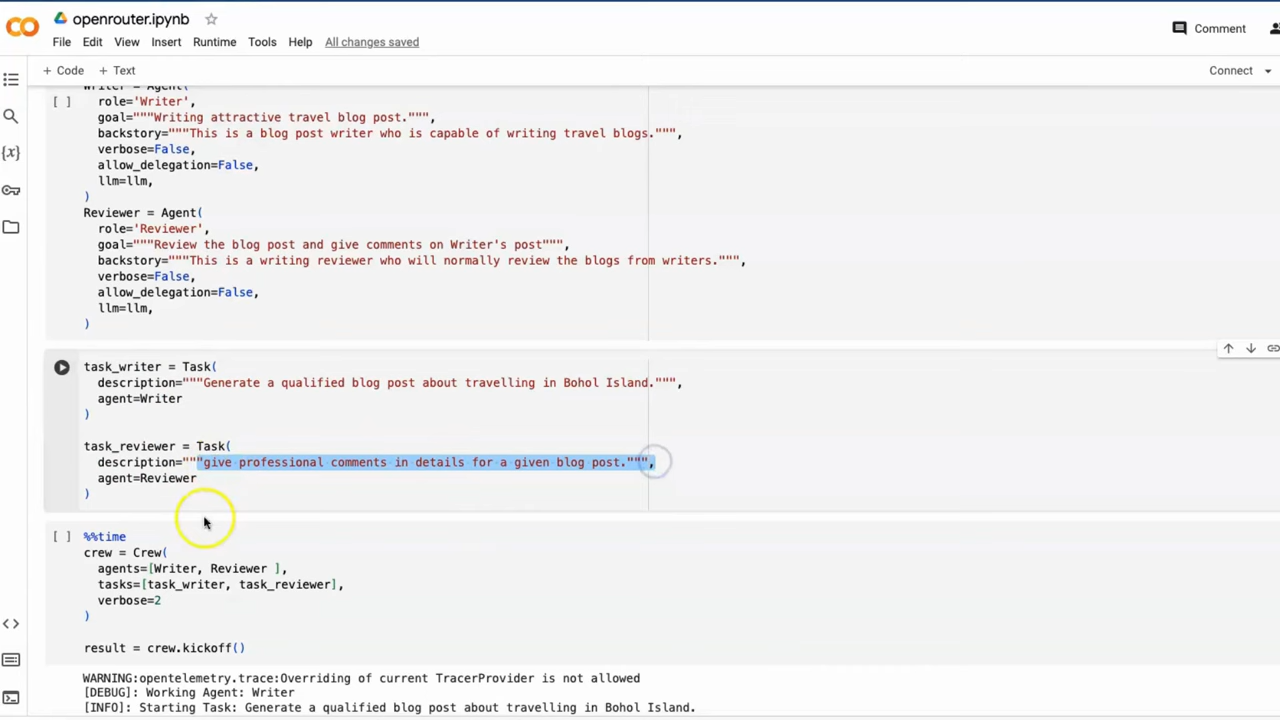 openrouter.ipynb
File Edit View Insert Runtime Tools Help All changes saved
Comment
+ Code + Text
Connect
Writer = Agent(
[ ] role='Writer',
goal="""Writing attractive travel blog post.""",
backstory="""This is a blog post writer who is capable of writing travel blogs.""",
verbose=False,
allow_delegation=False,
llm=llm,
)
Reviewer = Agent(
role='Reviewer',
goal="""Review the blog post and give comments on Writer's post""",
backstory="""This is a writing reviewer who will normally review the blogs from writers.""",
verbose=False,
allow_delegation=False,
llm=llm,
)
task_writer = Task(
description="""Generate a qualified blog post about travelling in Bohol Island.""",
agent=Writer
)
task_reviewer = Task(
description="""give professional comments in details for a given blog post.""",
agent=Reviewer
)
[ ] %%time
crew = Crew(
agents=[Writer, Reviewer ],
tasks=[task_writer, task_reviewer],
verbose=2
)
result = crew.kickoff()
WARNING:opentelemetry.trace:Overriding of current TracerProvider is not allowed
[DEBUG]: Working Agent: Writer
[INFO]: Starting Task: Generate a qualified blog post about travelling in Bohol Island.